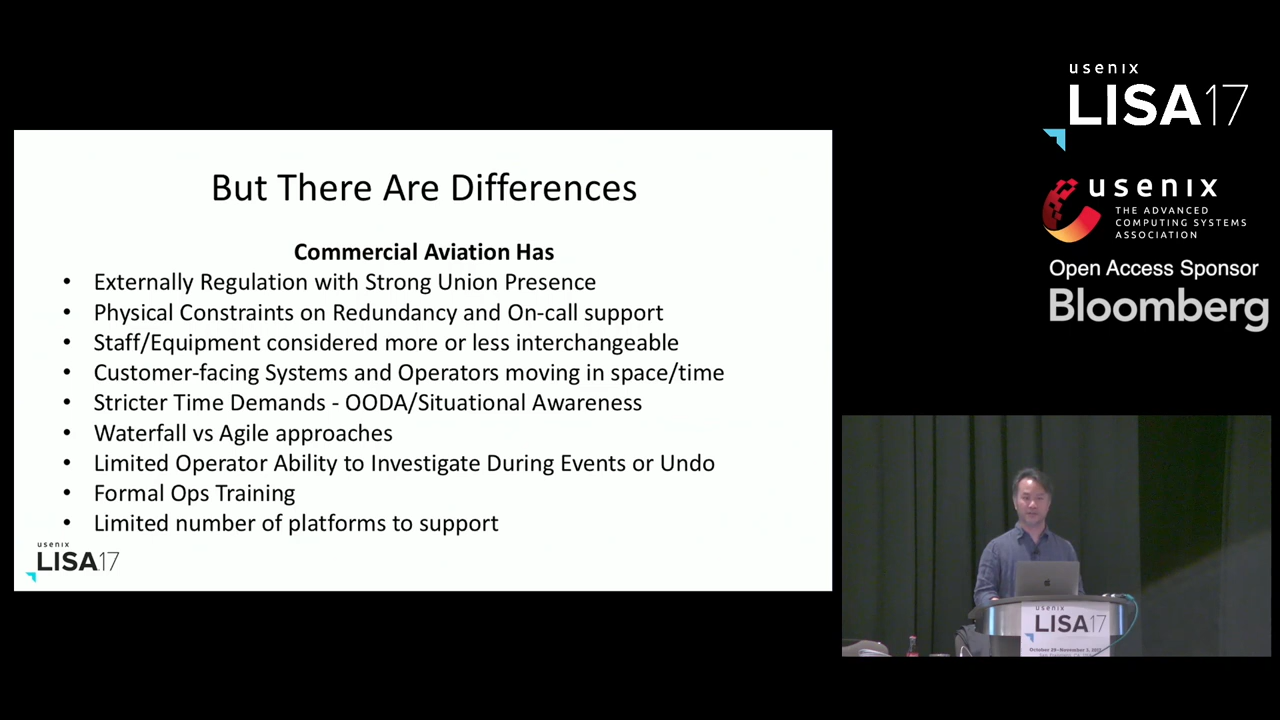 But There Are Differences
Commercial Aviation Has
• Externally Regulation with Strong Union Presence
• Physical Constraints on Redundancy and On-call support
• Staff/Equipment considered more or less interchangeable
• Customer-facing Systems and Operators moving in space/time
• Stricter Time Demands - OODA/Situational Awareness
• Waterfall vs Agile approaches
• Limited Operator Ability to Investigate During Events or Undo
• Formal Ops Training
• Limited number of platforms to support
usenix
LISA17
usenix
LISA17
usenix
THE ADVANCED
COMPUTING SYSTEMS
ASSOCIATION
Open Access Sponsor
Bloomberg
usenix
LISA17